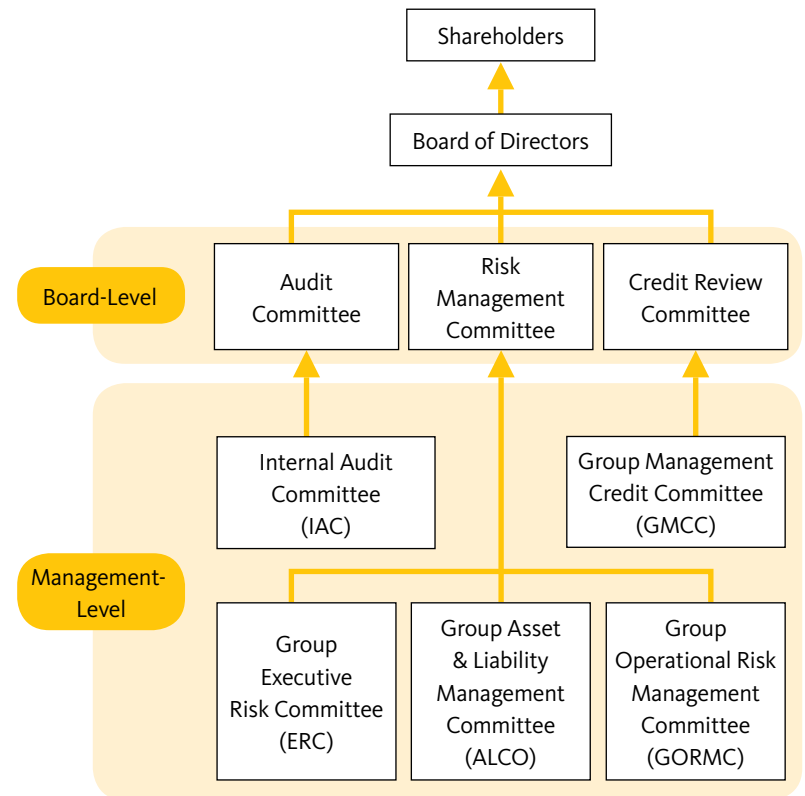 Shareholders
Board of Directors
Board-Level
Audit
Committee
Risk
Management
Committee
Credit Review
Committee
Management-
Level
Internal Audit
Committee
(IAC)
Group Management
Credit Committee
(GMCC)
Group
Executive
Risk Committee
(ERC)
Group Asset
& Liability
Management
Committee
(ALCO)
Group
Operational Risk
Management
Committee
(GORMC)